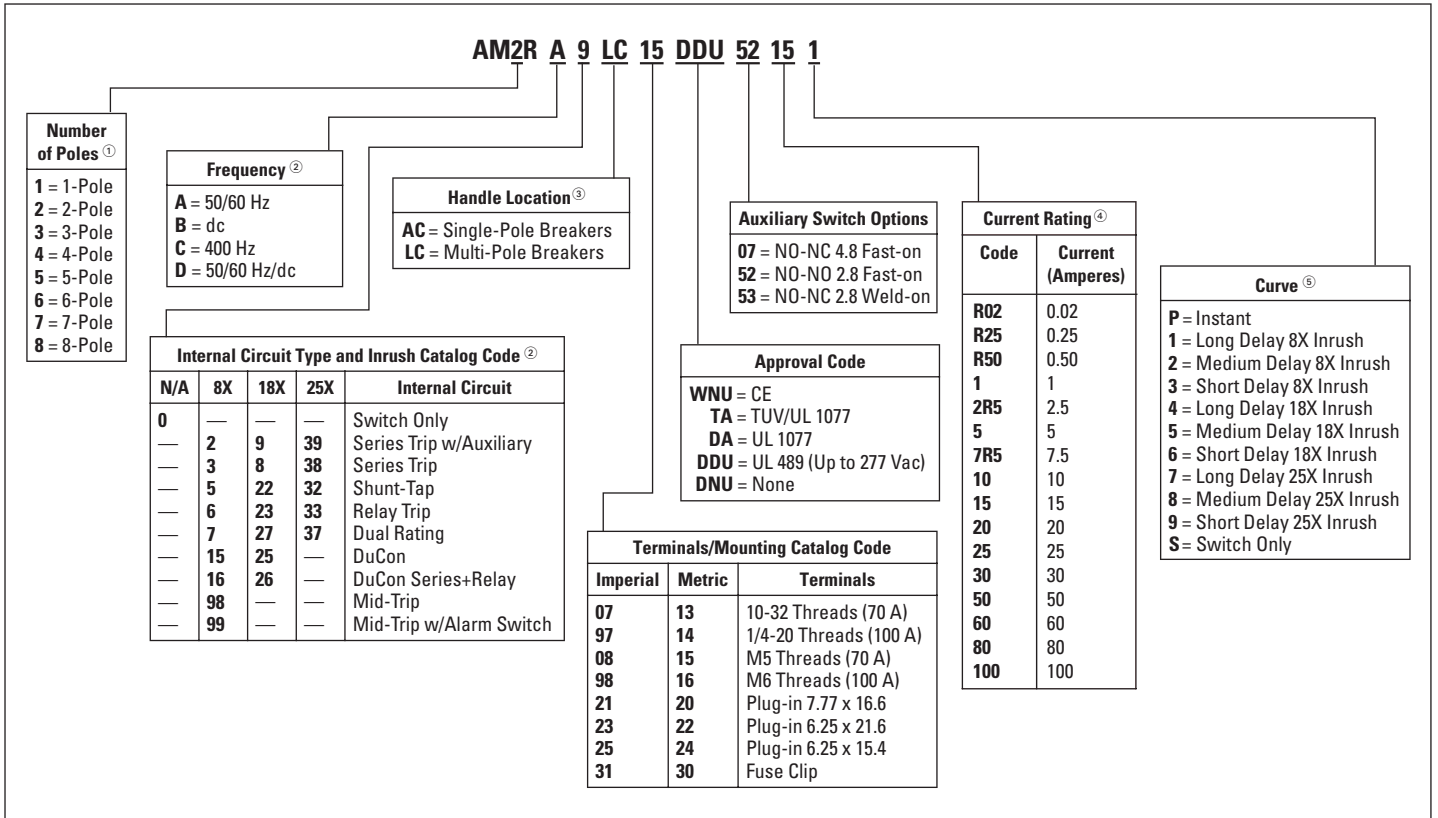 AM2R A 9 LC 15 DDU 52 15 1
Number
of Poles ①
1 = 1-Pole
2 = 2-Pole
3 = 3-Pole
4 = 4-Pole
5 = 5-Pole
6 = 6-Pole
7 = 7-Pole
8 = 8-Pole
Frequency ②
A = 50/60 Hz
B = dc
C = 400 Hz
D = 50/60 Hz/dc
Handle Location ③
AC = Single-Pole Breakers
LC = Multi-Pole Breakers
Internal Circuit Type and Inrush Catalog Code ②
N/A 8X 18X 25X Internal Circuit
0 — — — Switch Only
— 2 9 39 Series Trip w/Auxiliary
— 3 8 38 Series Trip
— 5 22 32 Shunt-Tap
— 6 23 33 Relay Trip
— 7 27 37 Dual Rating
— 15 25 — DuCon
— 16 26 — DuCon Series+Relay
— 98 — — Mid-Trip
— 99 — — Mid-Trip w/Alarm Switch
Auxiliary Switch Options
07 = NO-NC 4.8 Fast-on
52 = NO-NO 2.8 Fast-on
53 = NO-NC 2.8 Weld-on
Approval Code
WNU = CE
TA = TUV/UL 1077
DA = UL 1077
DDU = UL 489 (Up to 277 Vac)
DNU = None
Terminals/Mounting Catalog Code
Imperial Metric Terminals
07 13 10-32 Threads (70 A)
97 14 1/4-20 Threads (100 A)
08 15 M5 Threads (70 A)
98 16 M6 Threads (100 A)
21 20 Plug-in 7.77 x 16.6
23 22 Plug-in 6.25 x 21.6
25 24 Plug-in 6.25 x 15.4
31 30 Fuse Clip
Current Rating ④
Code Current
(Amperes)
R02 0.02
R25 0.25
R50 0.50
1 1
2R5 2.5
5 5
7R5 7.5
10 10
15 15
20 20
25 25
30 30
50 50
60 60
80 80
100 100
Curve ⑤
P = Instant
1 = Long Delay 8X Inrush
2 = Medium Delay 8X Inrush
3 = Short Delay 8X Inrush
4 = Long Delay 18X Inrush
5 = Medium Delay 18X Inrush
6 = Short Delay 18X Inrush
7 = Long Delay 25X Inrush
8 = Medium Delay 25X Inrush
9 = Short Delay 25X Inrush
S = Switch Only